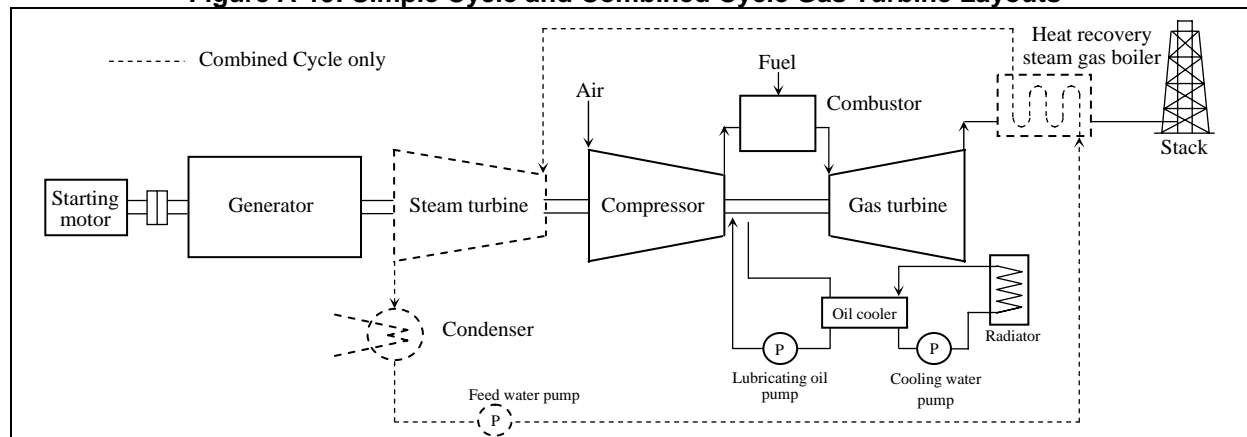 Figure Simple Cycle and Combined Cycle Gas Turbine Layouts
Combined Cycle only
Heat recovery
steam gas boiler
Fuel
Air
Combustor
Stack
Starting
motor
Generator
Steam turbine
Compressor
Gas turbine
Oil cooler
Condenser
P
P
Radiator
Lubricating oil
pump
Cooling water
pump
Feed water pump
P